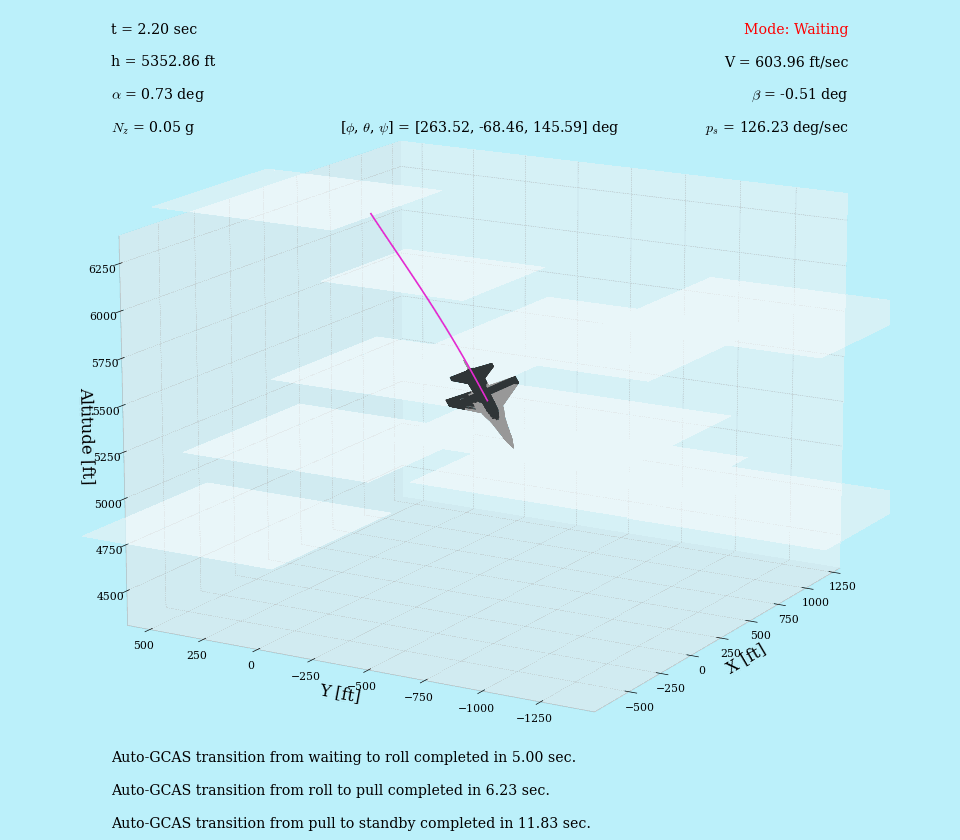 t = 2.20 sec
Mode: Waiting
h = 5352.86 ft
V = 603.96 ft/sec
α = 0.73 deg
β = -0.51 deg
N_z = 0.05 g
[ϕ, θ, ψ] = [263.52, -68.46, 145.59] deg
p_s = 126.23 deg/sec
6250
6000
5750
5500
5250
5000
4750
4500
Altitude [ft]
500
250
0
−250
−500
−750
−1000
−1250
Y [ft]
−500
−250
0
250
500
750
1000
1250
X [ft]
Auto-GCAS transition from waiting to roll completed in 5.00 sec.
Auto-GCAS transition from roll to pull completed in 6.23 sec.
Auto-GCAS transition from pull to standby completed in 11.83 sec.